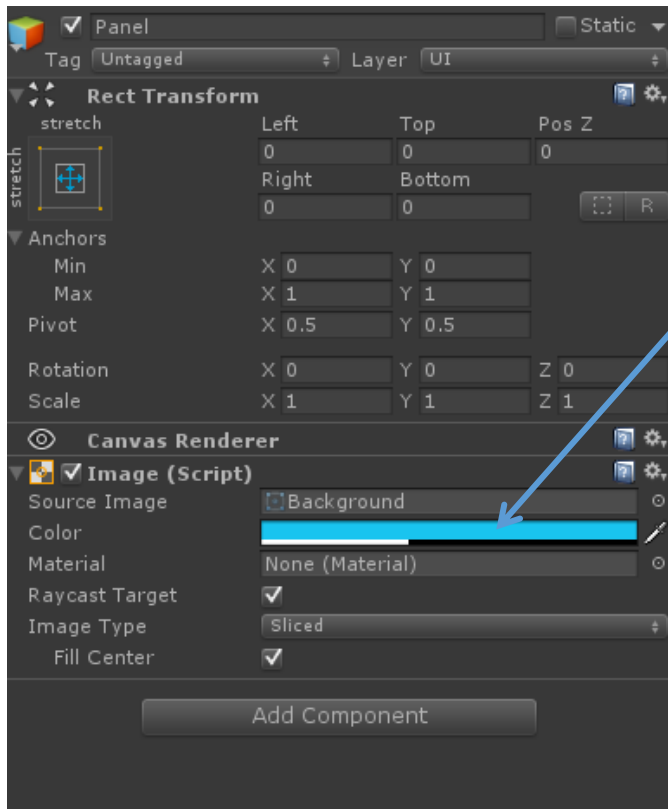 Panel Static
Tag Untagged Layer UI
Rect Transform
stretch Left Top Pos Z
stretch
0 0 0
Right Bottom
0 0 R
Anchors
Min X 0 Y 0
Max X 1 Y 1
Pivot X 0.5 Y 0.5
Rotation X 0 Y 0 Z 0
Scale X 1 Y 1 Z 1
Canvas Renderer
Image (Script)
Source Image Background
Color
Material None (Material)
Raycast Target
Image Type Sliced
Fill Center
Add Component